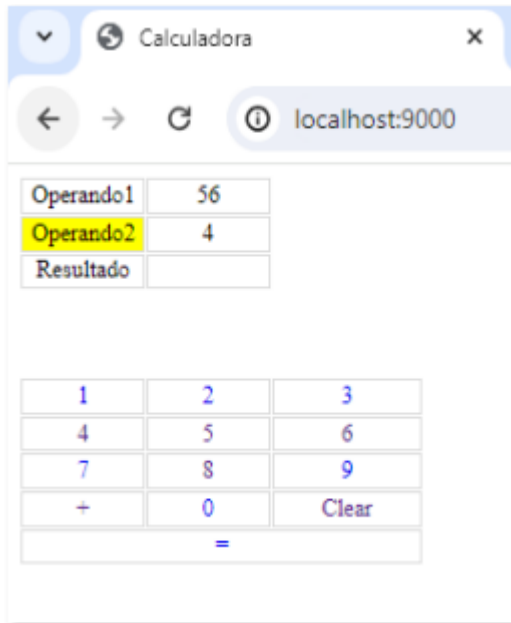 Calculadora
localhost:9000
Operando1 56
Operando2 4
Resultado
1 2 3
4 5 6
7 8 9
+ 0 Clear
=